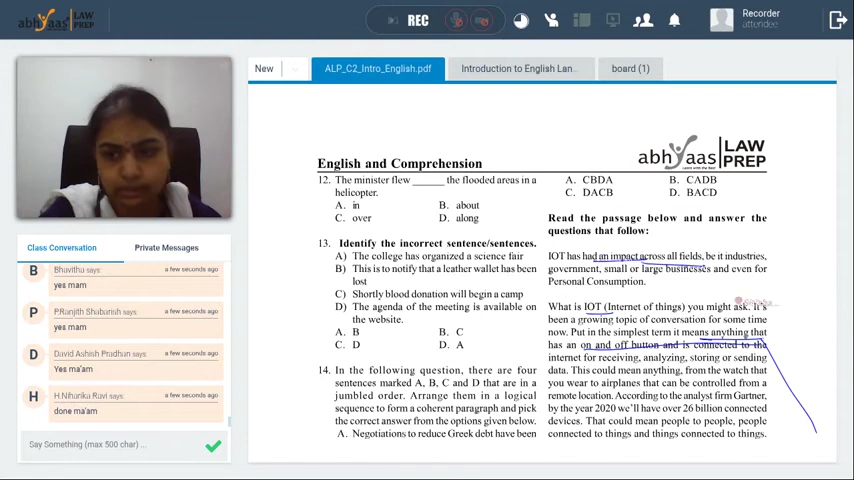 abhyaas LAW PREP
REC
Recorder
attendee
New
ALP_C2_Intro_English.pdf
Introduction to English Lan...
board (1)
Class Conversation
Private Messages
B
Bhavithu says:
a few seconds ago
yes mam
P
P.Ranjith Shubirish says:
a few seconds ago
yes mam
D
David Ashish Pradhan says:
a few seconds ago
Yes ma'am
H
H.Niharika Ravi says:
a few seconds ago
done ma'am
Say Something (max 500 char) ...
English and Comprehension
abhyaas LAW PREP
12. The minister flew ______ the flooded areas in a
helicopter.
A. in B. about
C. over D. along
13. Identify the incorrect sentence/sentences.
A) The college has organized a science fair
B) This is to notify that a leather wallet has been
lost
C) Shortly blood donation will begin a camp
D) The agenda of the meeting is available on
the website.
A. B B. C
C. D D. A
14. In the following question, there are four
sentences marked A, B, C and D that are in a
jumbled order. Arrange them in a logical
sequence to form a coherent paragraph and pick
the correct answer from the options given below.
A. Negotiations to reduce Greek debt have been
A. CBDA B. CADB
C. DACB D. BACD
Read the passage below and answer the
questions that follow:
IOT has had an impact across all fields, be it industries,
government, small or large businesses and even for
Personal Consumption.
What is IOT (Internet of things) you might ask. It's
been a growing topic of conversation for some time
now. Put in the simplest term it means anything that
has an on and off button and is connected to the
internet for receiving, analyzing, storing or sending
data. This could mean anything, from the watch that
you wear to airplanes that can be controlled from a
remote location. According to the analyst firm Gartner,
by the year 2020 we'll have over 26 billion connected
devices. That could mean people to people, people
connected to things and things connected to things.